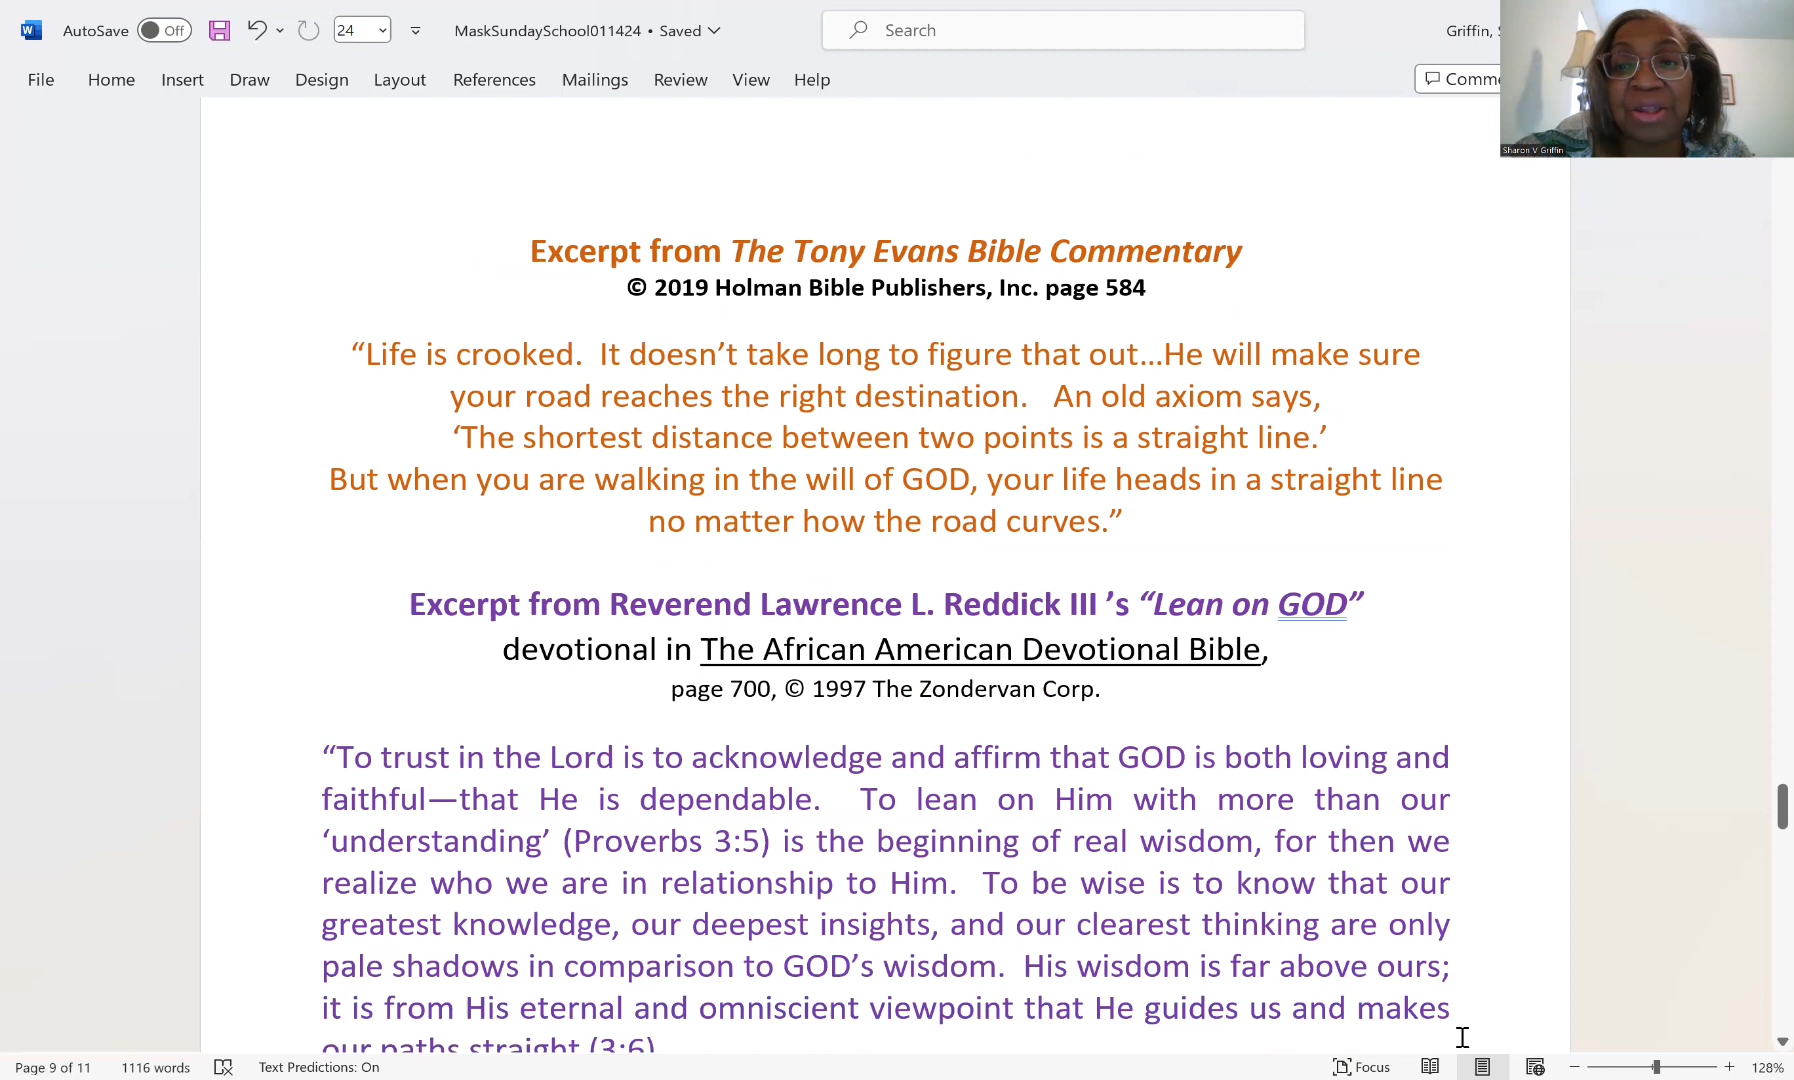 AutoSave Off 24 MaskSundaySchool011424 • Saved Search Griffin, S
File Home Insert Draw Design Layout References Mailings Review View Help Comme
Sharon V Griffin
Excerpt from The Tony Evans Bible Commentary
© 2019 Holman Bible Publishers, Inc. page 584
“Life is crooked.  It doesn’t take long to figure that out…He will make sure
your road reaches the right destination.   An old axiom says,
‘The shortest distance between two points is a straight line.’
But when you are walking in the will of GOD, your life heads in a straight line
no matter how the road curves.”
Excerpt from Reverend Lawrence L. Reddick III ’s “Lean on GOD”
devotional in The African American Devotional Bible,
page 700, © 1997 The Zondervan Corp.
“To trust in the Lord is to acknowledge and affirm that GOD is both loving and
faithful—that He is dependable.  To lean on Him with more than our
‘understanding’ (Proverbs 3:5) is the beginning of real wisdom, for then we
realize who we are in relationship to Him.  To be wise is to know that our
greatest knowledge, our deepest insights, and our clearest thinking are only
pale shadows in comparison to GOD’s wisdom.  His wisdom is far above ours;
it is from His eternal and omniscient viewpoint that He guides us and makes
our paths straight (3:6)
Page 9 of 11 1116 words Text Predictions: On Focus 128%